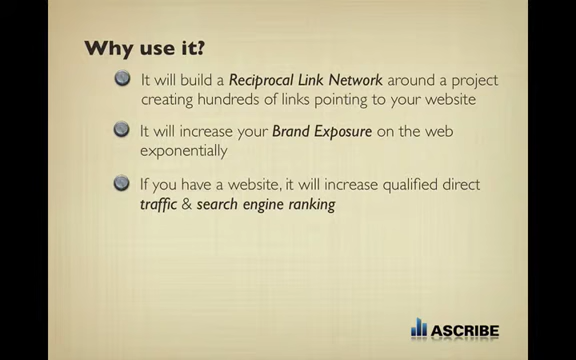 Why use it?
It will build a Reciprocal Link Network around a project
creating hundreds of links pointing to your website
It will increase your Brand Exposure on the web
exponentially
If you have a website, it will increase qualified direct
traffic & search engine ranking
ASCRIBE